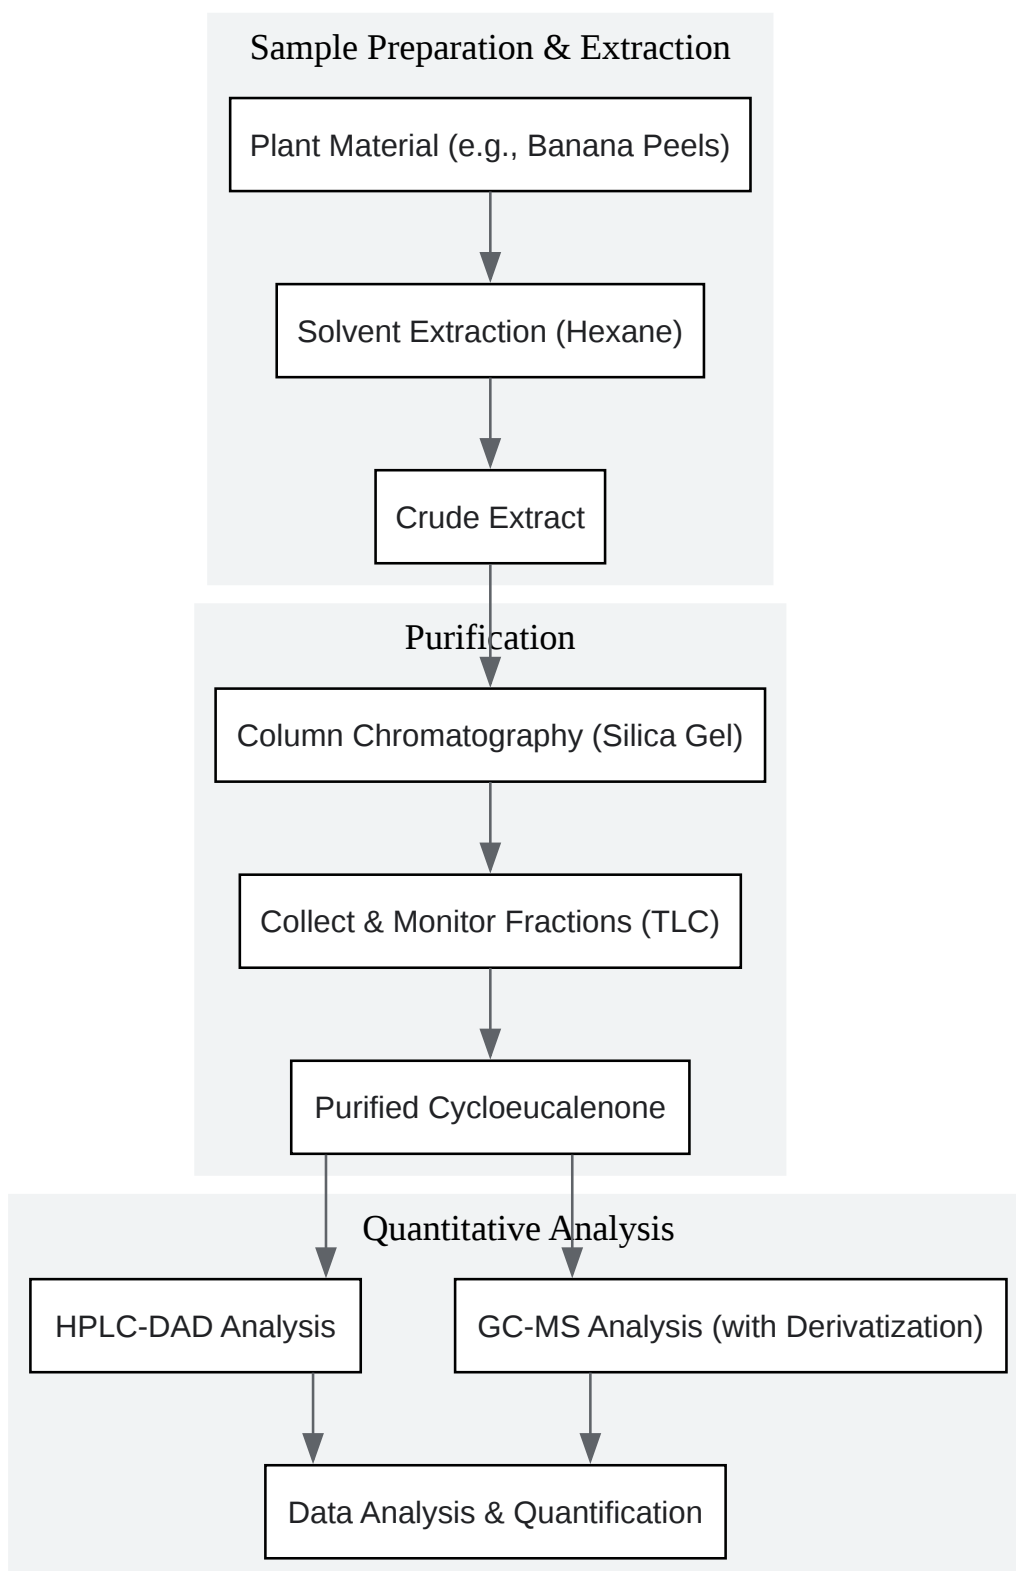 Sample Preparation & Extraction
Plant Material (e.g., Banana Peels)
Solvent Extraction (Hexane)
Crude Extract
Purification
Column Chromatography (Silica Gel)
Collect & Monitor Fractions (TLC)
Purified Cycloeucalenone
Quantitative Analysis
HPLC-DAD Analysis
GC-MS Analysis (with Derivatization)
Data Analysis & Quantification